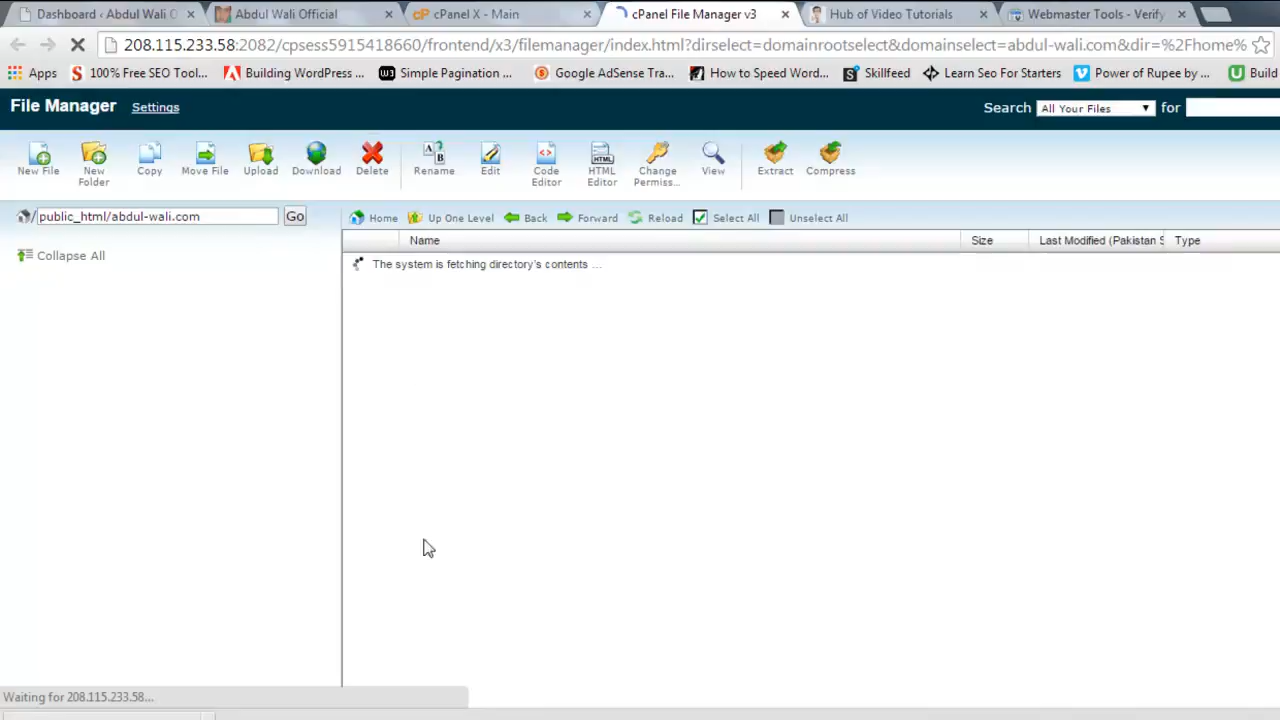 Dashboard ‹ Abdul Wali O
Abdul Wali Official
cP cPanel X - Main
cPanel File Manager v3
Hub of Video Tutorials
Webmaster Tools - Verify
208.115.233.58:2082/cpsess5915418660/frontend/x3/filemanager/index.html?dirselect=domainrootselect&domainselect=abdul-wali.com&dir=%2Fhome%
Apps
S 100% Free SEO Tool...
Building WordPress ...
W3 Simple Pagination ...
Google AdSense Tra...
How to Speed Word...
Skillfeed
Learn Seo For Starters
Power of Rupee by ...
U Build
File Manager Settings
Search All Your Files for
New File
New Folder
Copy
Move File
Upload
Download
Delete
Rename
Edit
Code Editor
HTML Editor
Change Permiss...
View
Extract
Compress
/ public_html/abdul-wali.com Go
Home Up One Level Back Forward Reload Select All Unselect All
Collapse All
Name Size Last Modified (Pakistan S Type
The system is fetching directory's contents ...
Waiting for 208.115.233.58...